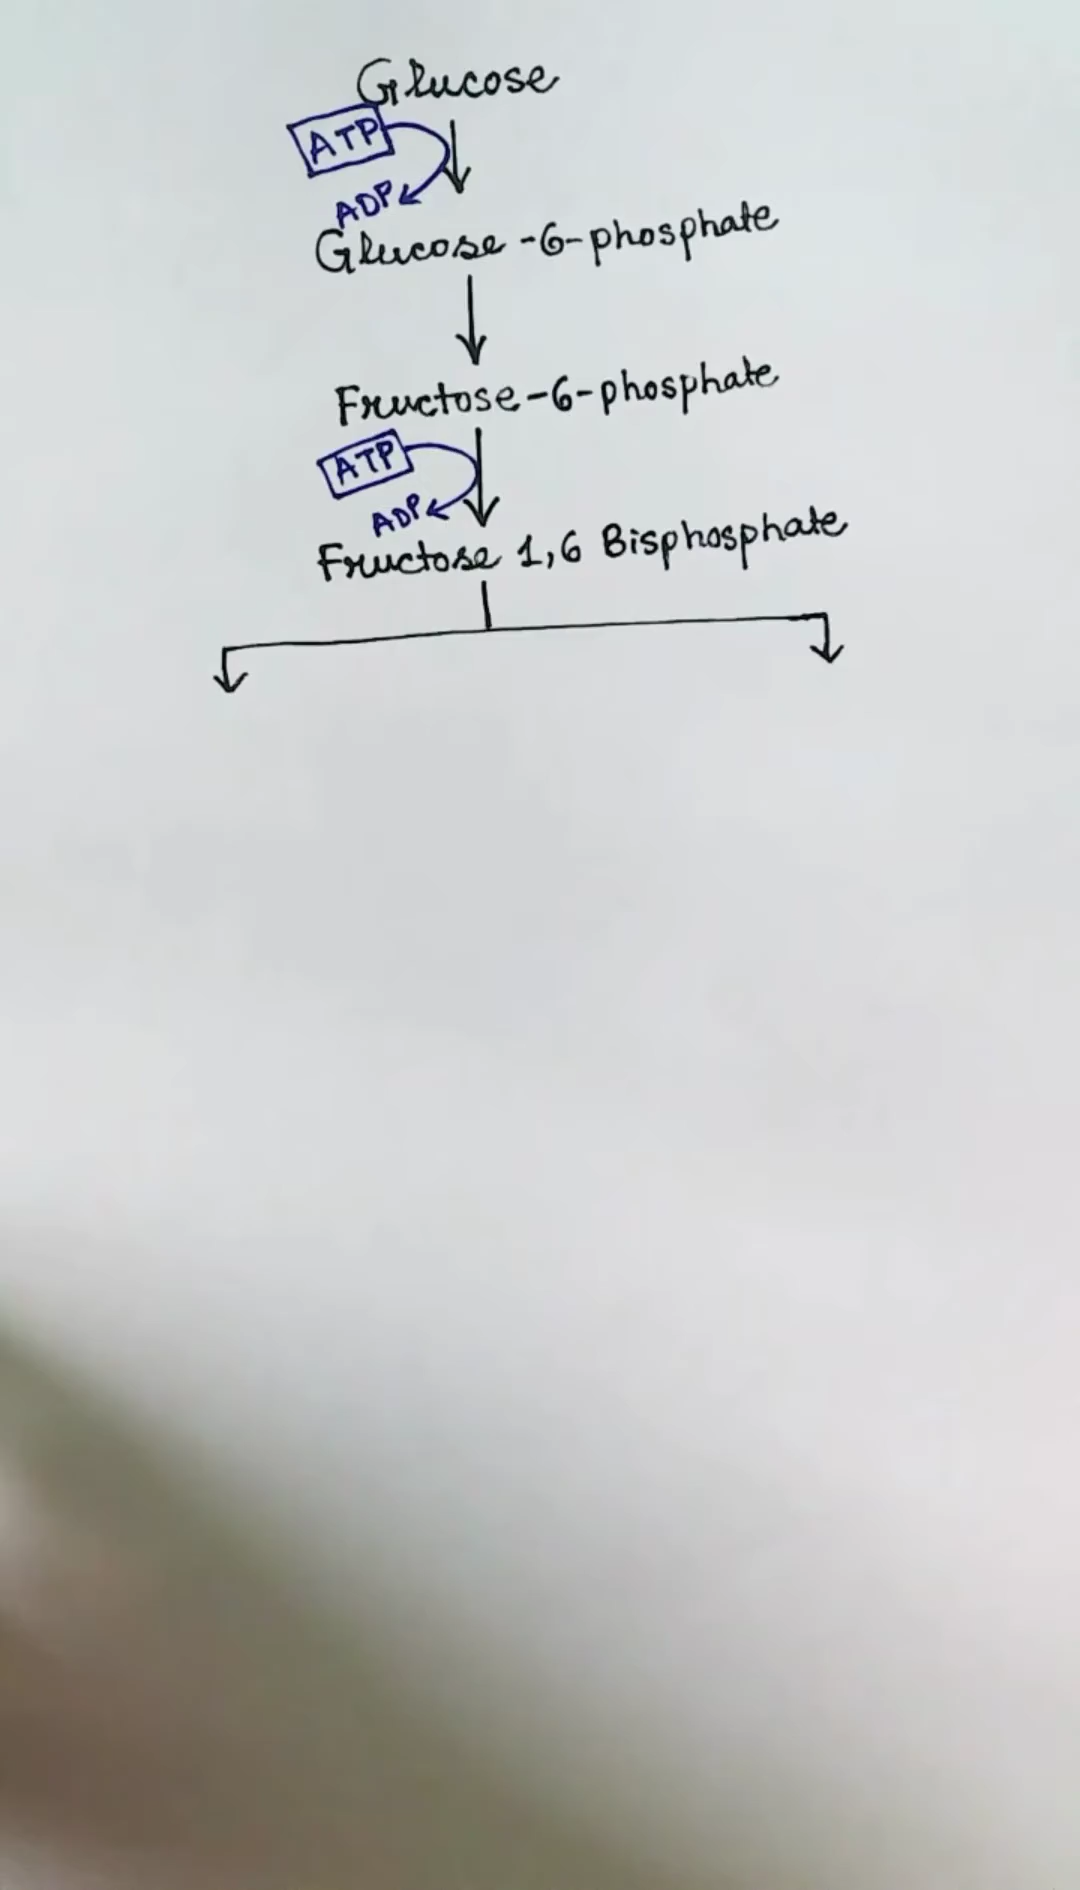 Glucose
ATP
ADP
Glucose-6-phosphate
Fructose-6-phosphate
ATP
ADP
Fructose 1,6 Bisphosphate